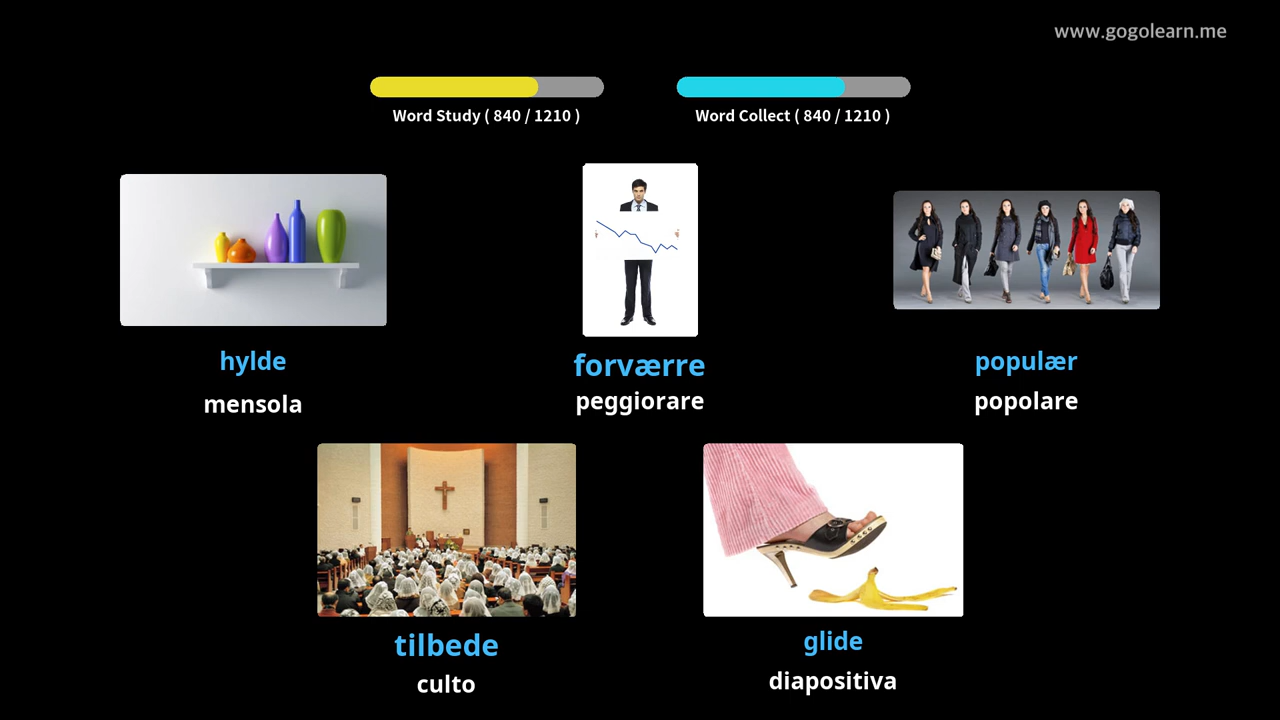 www.gogolearn.me
Word Study ( 840 / 1210 )
Word Collect ( 840 / 1210 )
hylde
mensola
forværre
peggiorare
populær
popolare
tilbede
culto
glide
diapositiva